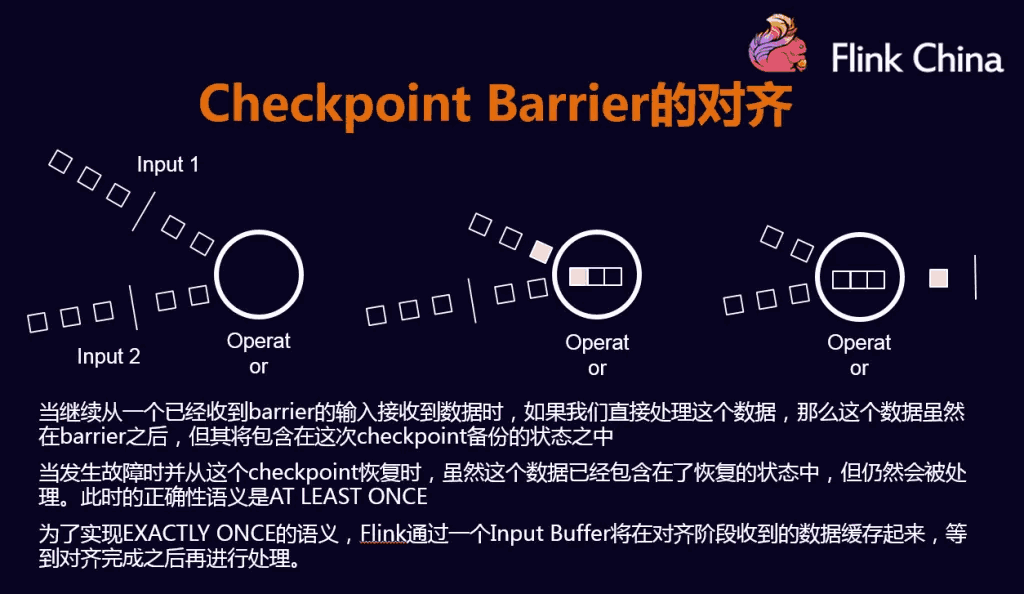 Flink China
Checkpoint Barrier的对齐
Input 1
Input 2
Operat
or
Operat
or
Operat
or
当继续从一个已经收到barrier的输入接收到数据时，如果我们直接处理这个数据，那么这个数据虽然
在barrier之后，但其将包含在这次checkpoint备份的状态之中
当发生故障时并从这个checkpoint恢复时，虽然这个数据已经包含在了恢复的状态中，但仍然会被处
理。此时的正确性语义是AT LEAST ONCE
为了实现EXACTLY ONCE的语义，Flink通过一个Input Buffer将在对齐阶段收到的数据缓存起来，等
到对齐完成之后再进行处理。